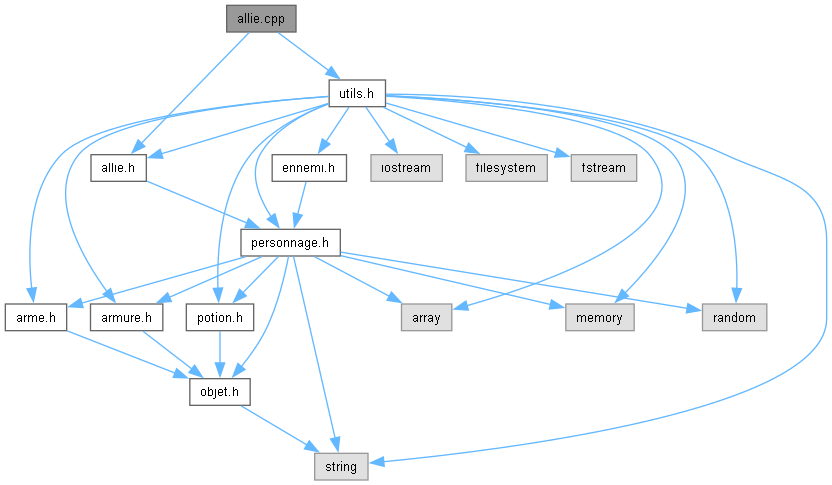 allie.cpp
utils.h
allie.h
ennemi.h
iostream
filesystem
fstream
personnage.h
arme.h
armure.h
potion.h
array
memory
random
objet.h
string